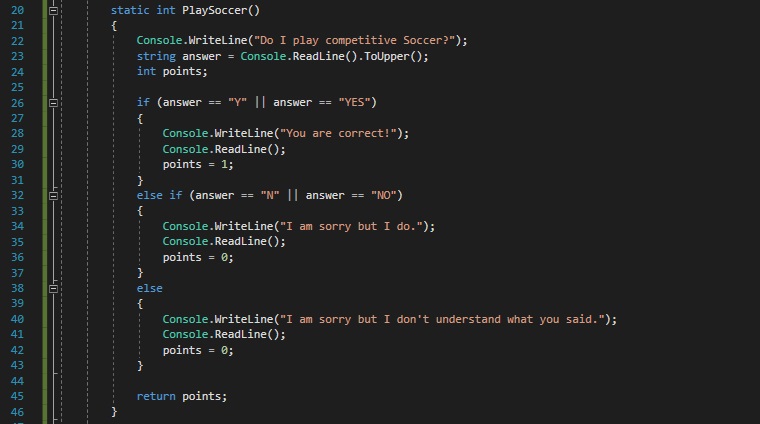 20 static int PlaySoccer()
21 {
22 Console.WriteLine("Do I play competitive Soccer?");
23 string answer = Console.ReadLine().ToUpper();
24 int points;
25
26 if (answer == "Y" || answer == "YES")
27 {
28 Console.WriteLine("You are correct!");
29 Console.ReadLine();
30 points = 1;
31 }
32 else if (answer == "N" || answer == "NO")
33 {
34 Console.WriteLine("I am sorry but I do.");
35 Console.ReadLine();
36 points = 0;
37 }
38 else
39 {
40 Console.WriteLine("I am sorry but I don't understand what you said.");
41 Console.ReadLine();
42 points = 0;
43 }
44
45 return points;
46 }